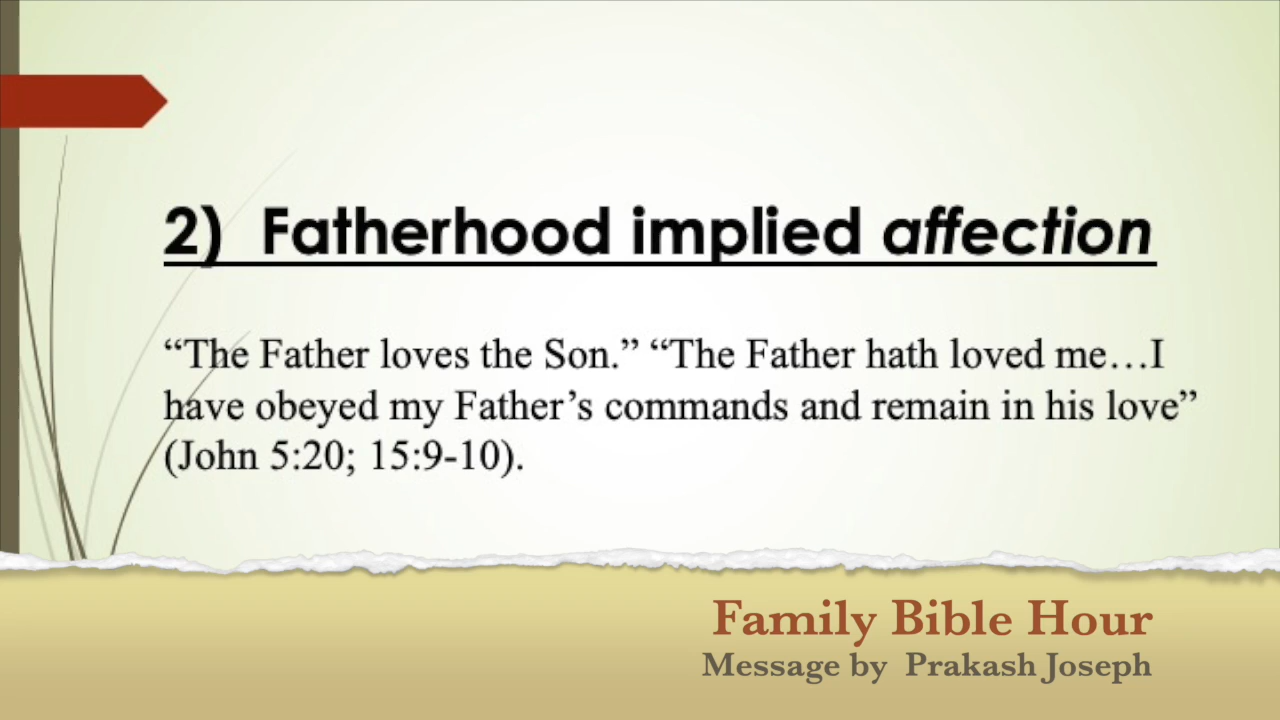 2)  Fatherhood implied affection
“The Father loves the Son.” “The Father hath loved me…I
have obeyed my Father’s commands and remain in his love”
(John 5:20; 15:9-10).
Family Bible Hour
Message by  Prakash Joseph